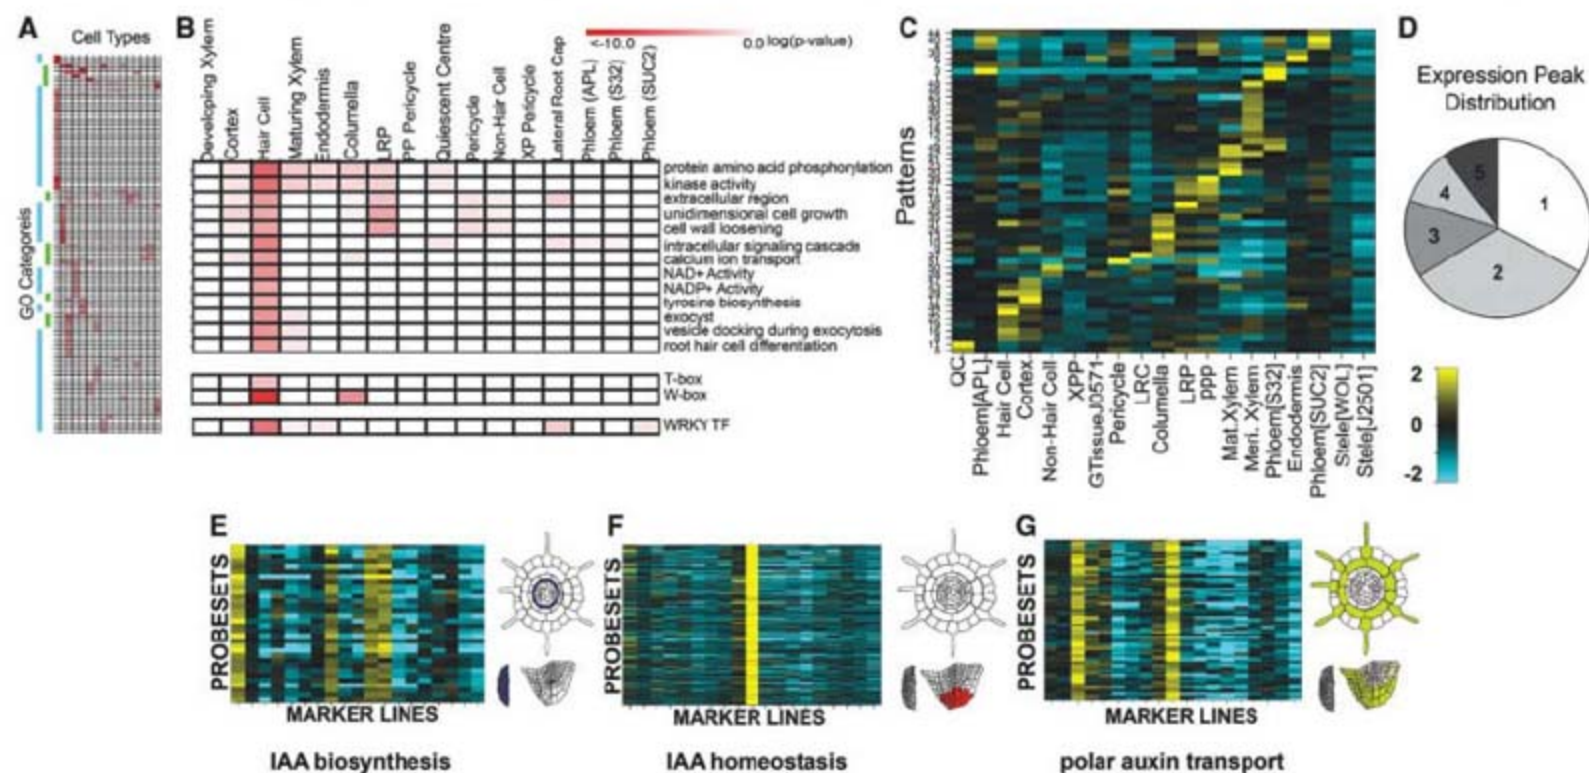 A
Cell Types
GO Categoreis
B
Developing Xylem
Cortex
Hair Cell
Maturing Xylem
Endodermis
Columella
LRP
PP Pericycle
Quiescent Centre
Pericycle
Non-Hair Cell
XP Pericycle
Lateral Root Cap
Phloem (APL)
Phloem (S32)
Phloem (SUC2)
<-10.0
0.0 log(p-value)
protein amino acid phosphorylation
kinase activity
extracellular region
unidimensional cell growth
cell wall loosening
intracellular signaling cascade
calcium ion transport
NAD+ Activity
NADP+ Activity
tyrosine biosynthesis
exocyst
vesicle docking during exocytosis
root hair cell differentation
T-box
W-box
WRKY TF
C
Patterns
QC
Phloem[APL]
Hair Cell
Cortex
Non-Hair Cell
XPP
GTissueJ0571
Pericycle
LRC
Columella
LRP
ppp
Mat.Xylem
Meri. Xylem
Phloem[S32]
Endodermis
Phloem[SUC2]
Stele[WOL]
Stele[J2501]
D
Expression Peak
Distribution
1
2
3
4
5
2
0
-2
E
PROBESETS
MARKER LINES
IAA biosynthesis
F
PROBESETS
MARKER LINES
IAA homeostasis
G
PROBESETS
MARKER LINES
polar auxin transport